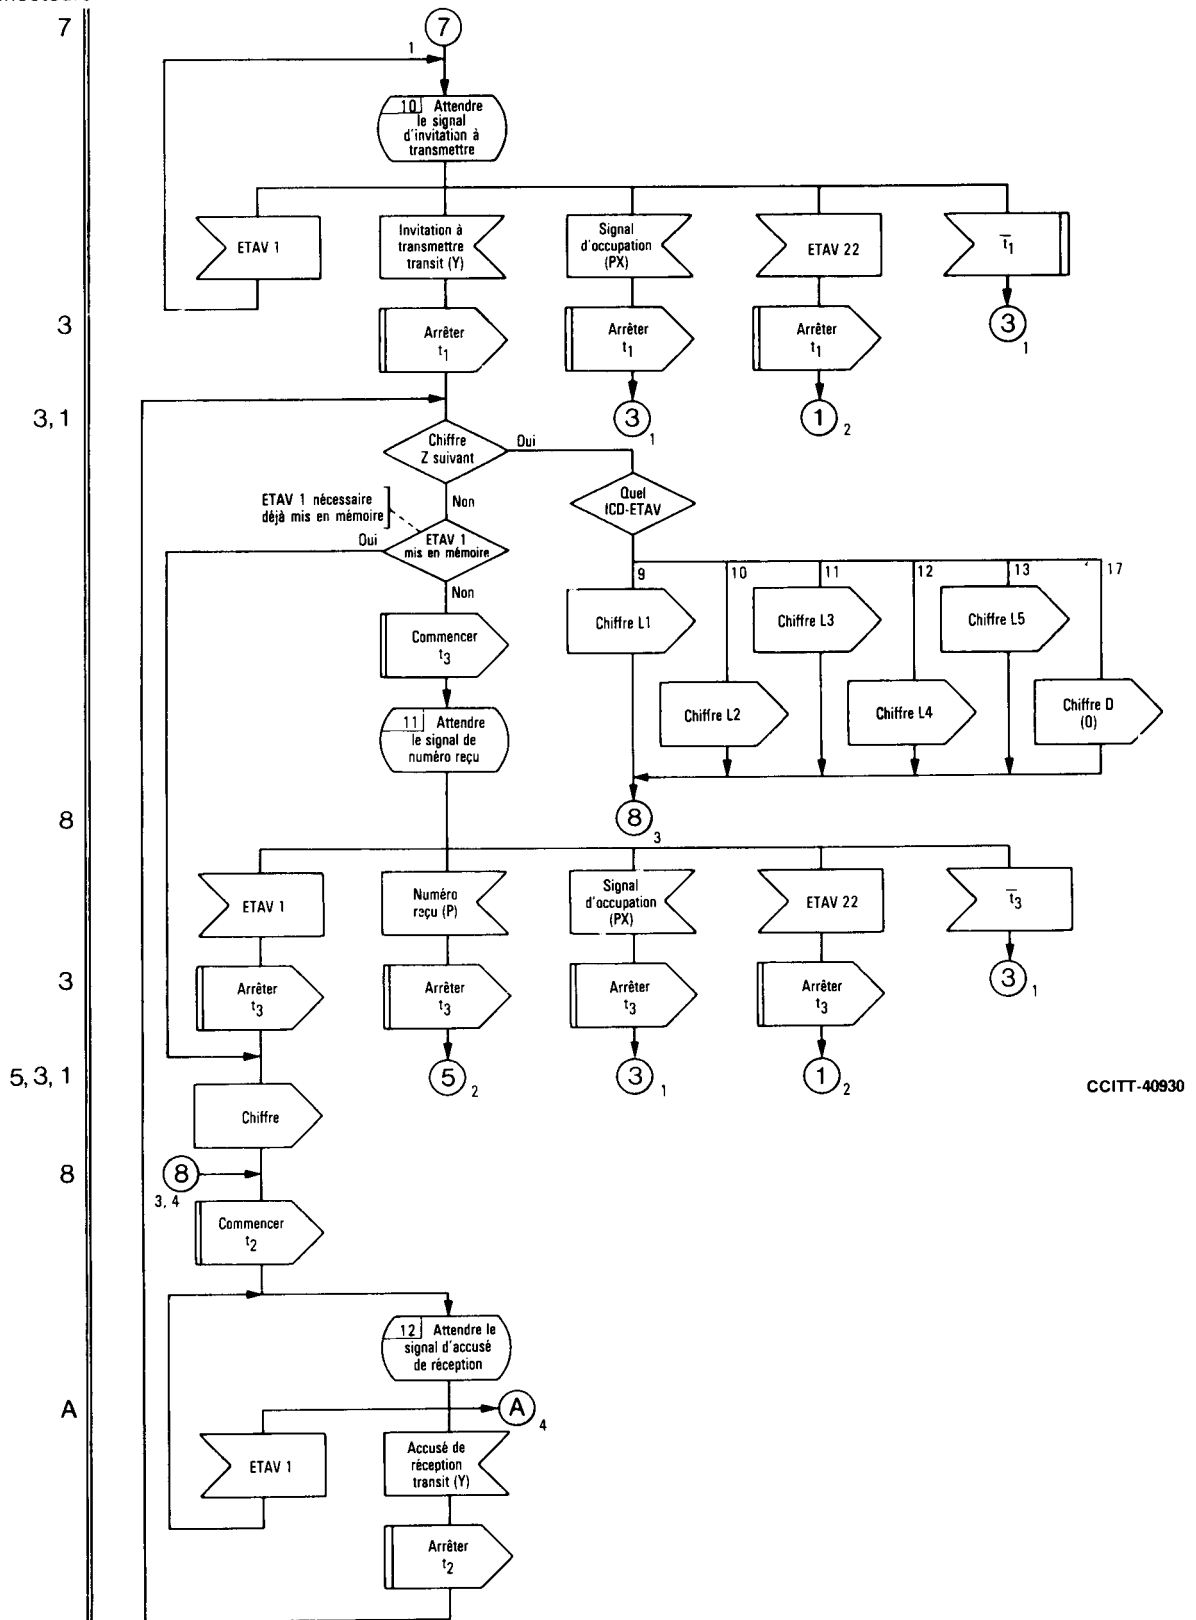 7
7
1
10 Attendre
le signal
d'invitation à
transmettre
ETAV 1
Invitation à
transmettre
transit (Y)
Signal
d'occupation
(PX)
ETAV 22
t1
3
Arrêter
t1
Arrêter
t1
Arrêter
t1
3
1
3, 1
3
1
1
2
Chiffre
Z suivant
Oui
Non
Quel
ICD-ETAV
ETAV 1 nécessaire
déjà mis en mémoire
Oui
ETAV 1
mis en mémoire
Non
9
10
11
12
13
17
Chiffre L1
Chiffre L3
Chiffre L5
Commencer
t3
Chiffre L2
Chiffre L4
Chiffre D
(0)
11 Attendre
le signal de
numéro reçu
8
8
3
ETAV 1
Numéro
reçu (P)
Signal
d'occupation
(PX)
ETAV 22
t3
3
Arrêter
t3
Arrêter
t3
Arrêter
t3
Arrêter
t3
3
1
5, 3, 1
5
2
3
1
1
2
CCITT-40930
Chiffre
8
8
3, 4
Commencer
t2
12 Attendre le
signal d'accusé
de réception
A
A
4
ETAV 1
Accusé de
réception
transit (Y)
Arrêter
t2